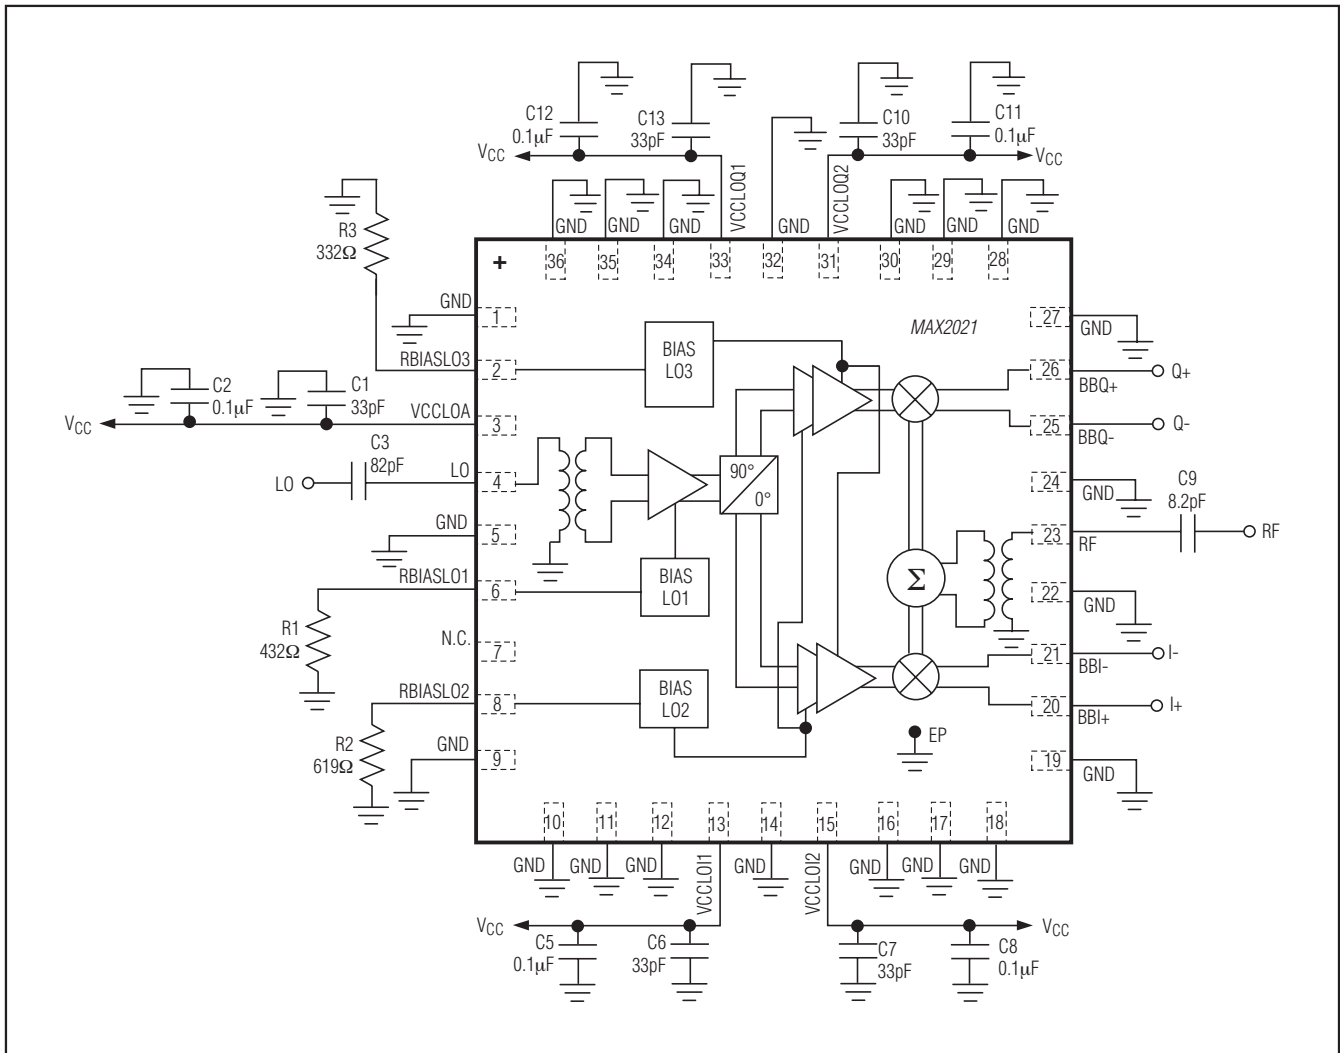 C12
0.1µF
C13
33pF
C10
33pF
C11
0.1µF
VCC
VCC
VCCLOQ1
VCCLOQ2
GND
GND
GND
GND
GND
GND
GND
R3
332Ω
+
36
35
34
33
32
31
30
29
28
MAX2021
GND
1
27
GND
RBIASLO3
2
BIAS
LO3
26
BBQ+
Q+
C2
0.1µF
C1
33pF
VCC
VCCLOA
3
25
BBQ-
Q-
C3
82pF
LO
LO
4
90°
0°
24
GND
C9
8.2pF
GND
5
23
RF
RF
RBIASLO1
6
BIAS
LO1
Σ
22
GND
R1
432Ω
N.C.
7
21
BBI-
I-
RBIASLO2
8
BIAS
LO2
20
BBI+
I+
R2
619Ω
GND
9
EP
19
GND
10
11
12
13
14
15
16
17
18
GND
GND
GND
VCCLOI1
GND
VCCLOI2
GND
GND
GND
VCC
VCC
C5
0.1µF
C6
33pF
C7
33pF
C8
0.1µF